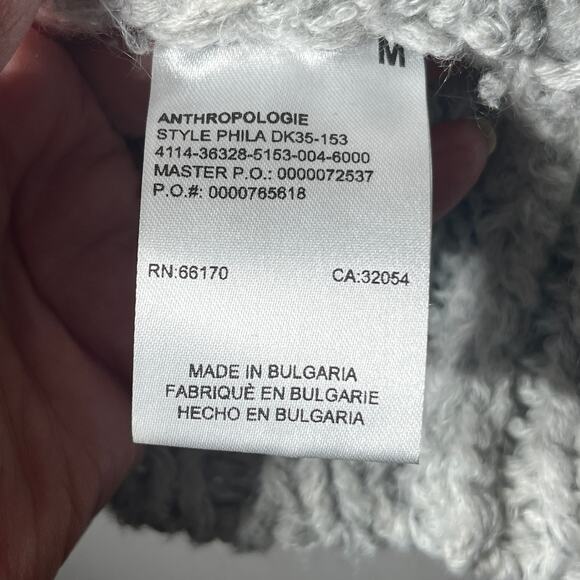 M
ANTHROPOLOGIE
STYLE PHILA DK35-153
4114-36328-5153-004-6000
MASTER P.O.: 0000072537
P.O.#: 0000765618
RN:66170 CA:32054
MADE IN BULGARIA
FABRIQUÈ EN BULGARIE
HECHO EN BULGARIA